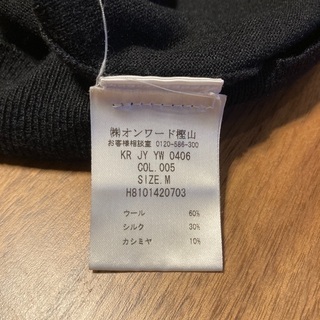 ㈱オンワード樫山
お客様相談室 0120-586-300
KR JY YW 0406
COL.005
SIZE.M
H8101420703
ウール 60%
シルク 30%
カシミヤ 10%